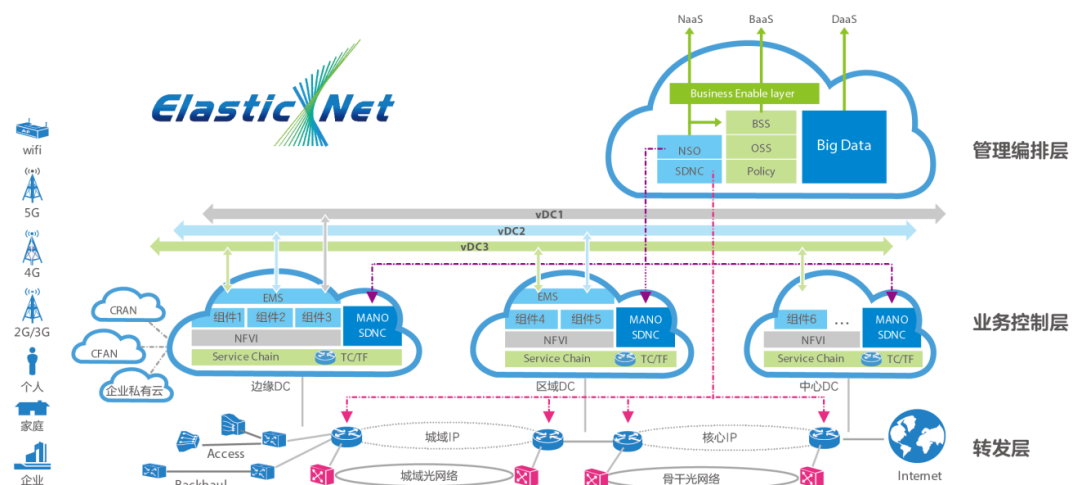 NaaS
BaaS
DaaS
Business Enable layer
BSS
NSO
OSS
Big Data
SDNC
Policy
管理编排层
ElasticNet
wifi
5G
4G
2G/3G
个人
家庭
企业
vDC1
vDC2
vDC3
CRAN
CFAN
企业私有云
EMS
组件1
组件2
组件3
MANO
SDNC
NFVI
Service Chain
TC/TF
边缘DC
EMS
组件4
组件5
MANO
SDNC
NFVI
Service Chain
TC/TF
区域DC
组件6
...
MANO
SDNC
NFVI
Service Chain
TC/TF
中心DC
业务控制层
Access
Backhaul
城域IP
核心IP
城域光网络
骨干光网络
Internet
转发层